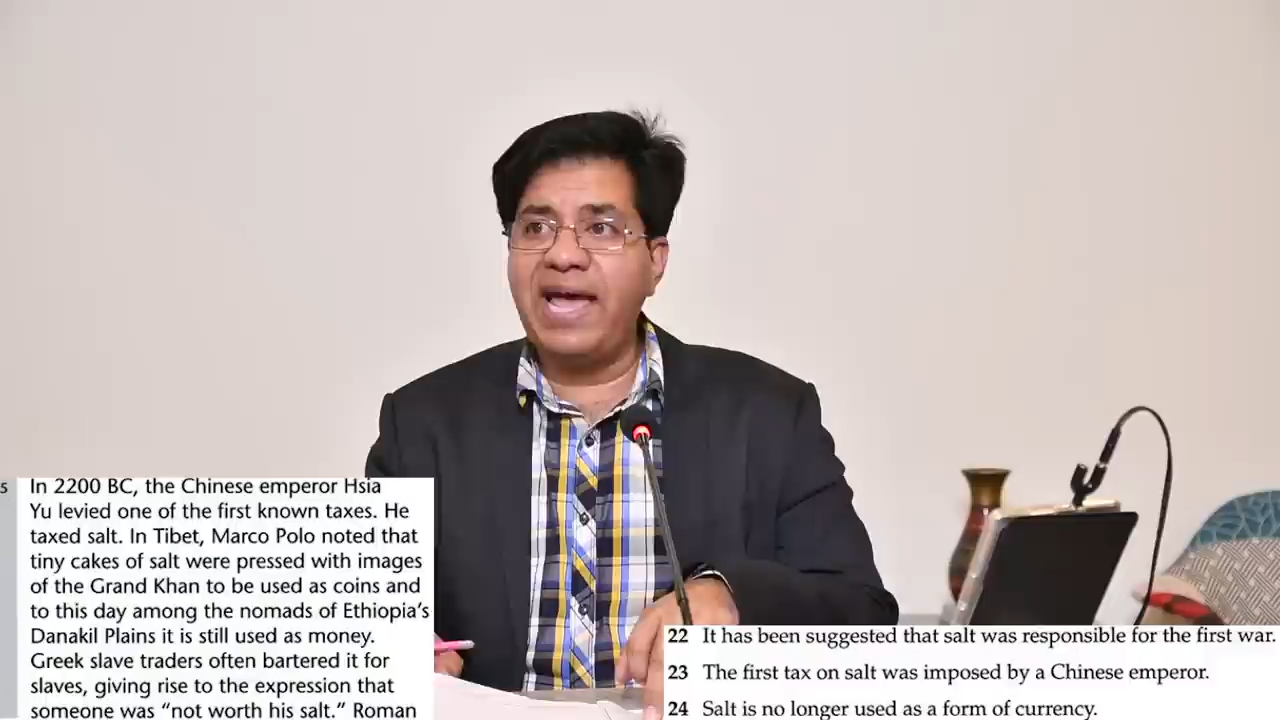 5
In 2200 BC, the Chinese emperor Hsia
Yu levied one of the first known taxes. He
taxed salt. In Tibet, Marco Polo noted that
tiny cakes of salt were pressed with images
of the Grand Khan to be used as coins and
to this day among the nomads of Ethiopia’s
Danakil Plains it is still used as money.
Greek slave traders often bartered it for
slaves, giving rise to the expression that
someone was “not worth his salt.” Roman
22 It has been suggested that salt was responsible for the first war.
23 The first tax on salt was imposed by a Chinese emperor.
24 Salt is no longer used as a form of currency.